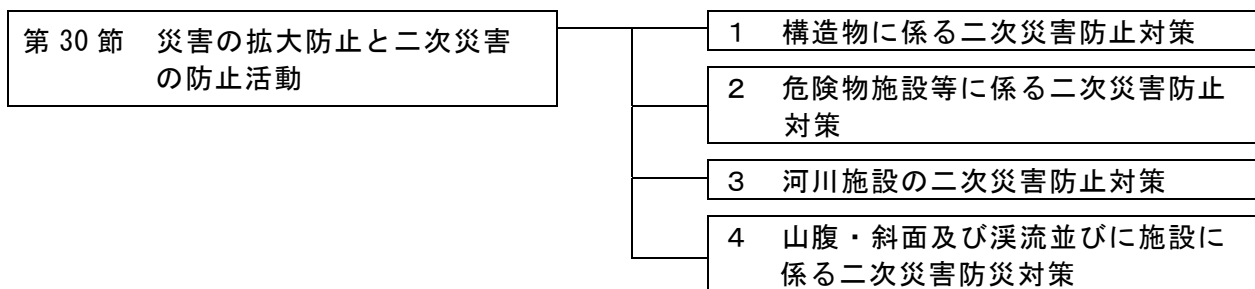 第 30 節　災害の拡大防止と二次災害
の防止活動
１　構造物に係る二次災害防止対策
２　危険物施設等に係る二次災害防止
対策
３　河川施設の二次災害防止対策
４　山腹・斜面及び渓流並びに施設に
係る二次災害防災対策